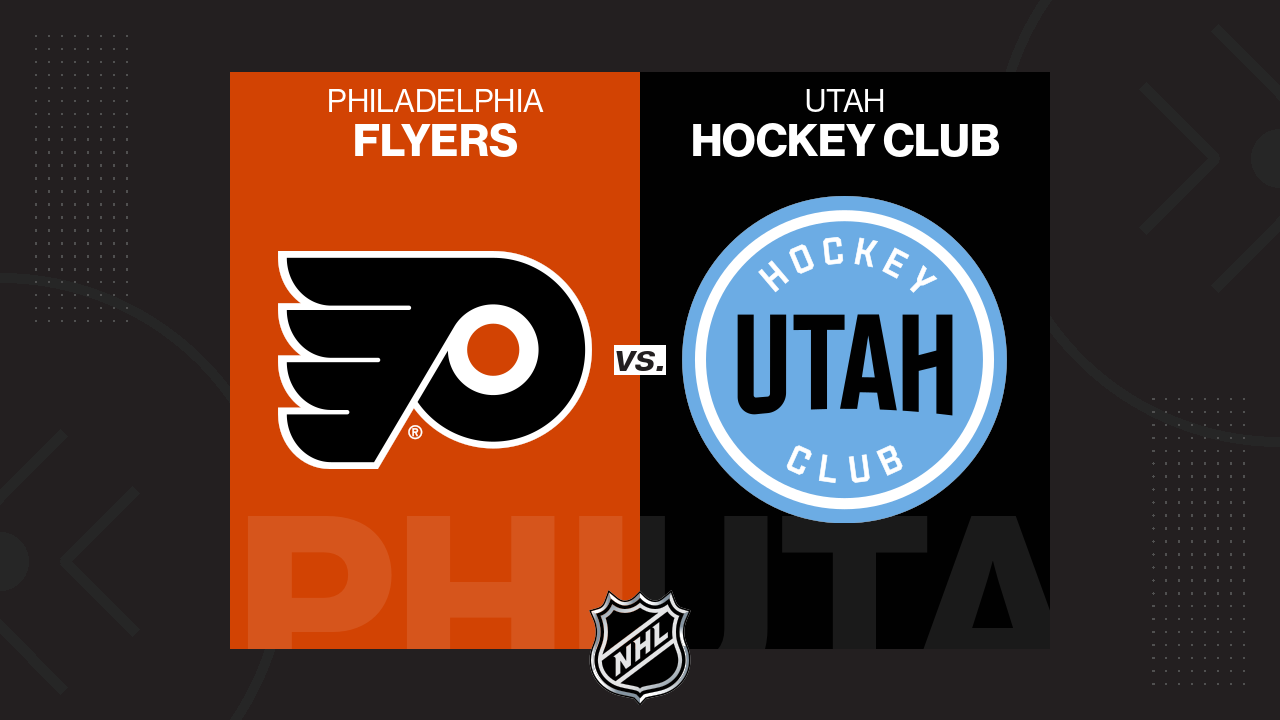 PHILADELPHIA
FLYERS
UTAH
HOCKEY CLUB
HOCKEY
UTAH
CLUB
®
vs.
PHI
UTA
NHL